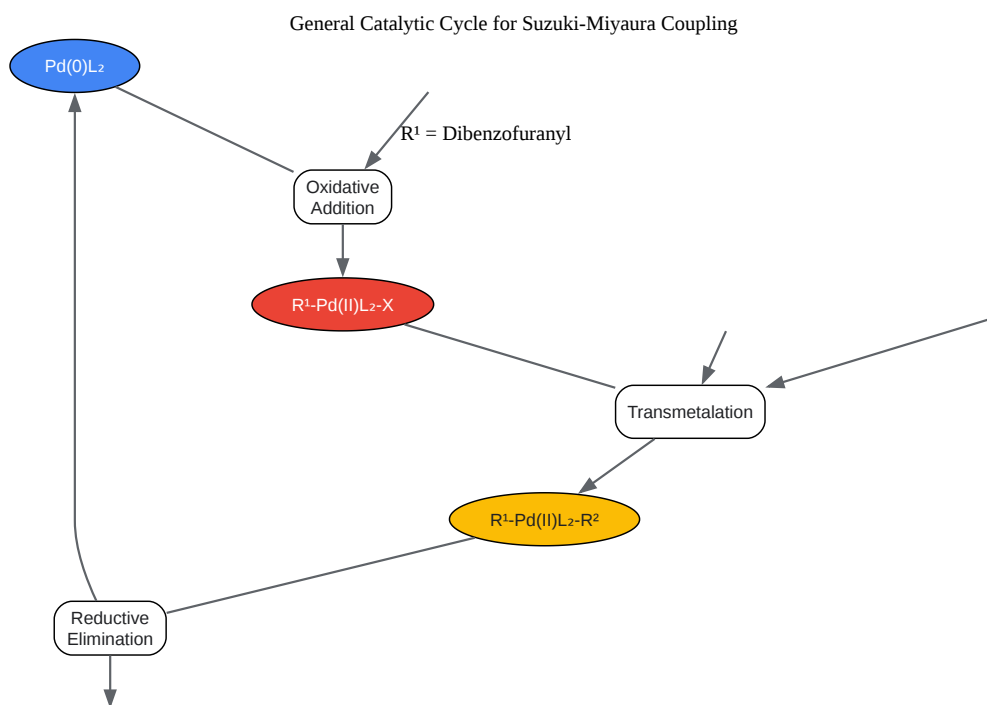 General Catalytic Cycle for Suzuki-Miyaura Coupling
Pd(0)L₂
R¹ = Dibenzofuranyl
Oxidative
Addition
R¹-Pd(II)L₂-X
Transmetalation
R¹-Pd(II)L₂-R²
Reductive
Elimination